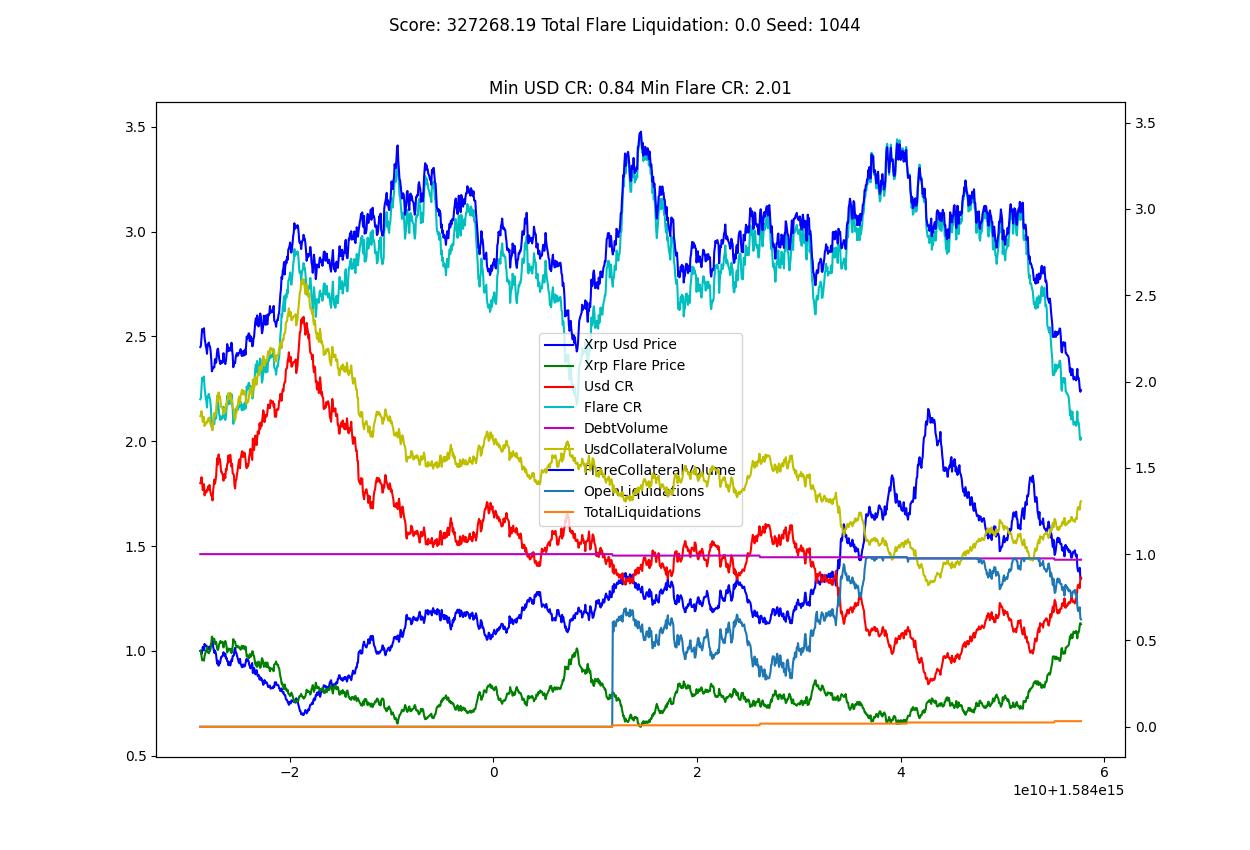 Score: 327268.19 Total Flare Liquidation: 0.0 Seed: 1044
Min USD CR: 0.84 Min Flare CR: 2.01
3.5
3.0
2.5
2.0
1.5
1.0
0.5
3.5
3.0
2.5
2.0
1.5
1.0
0.5
0.0
Xrp Usd Price
Xrp Flare Price
Usd CR
Flare CR
DebtVolume
UsdCollateralVolume
FlareCollateralVolume
OpenLiquidations
TotalLiquidations
−2 0 2 4 6
1e10+1.584e15